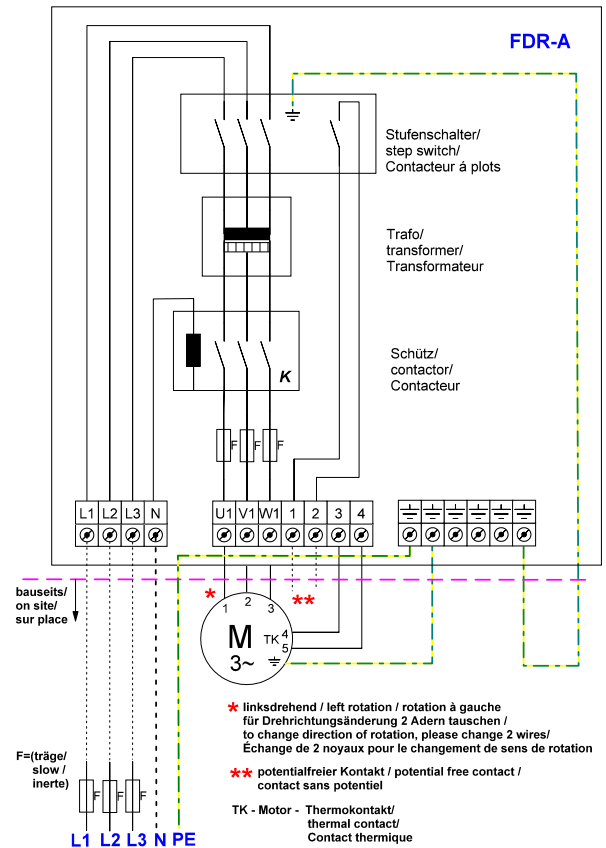 FDR-A
Stufenschalter/
step switch/
Contacteur á plots
Trafo/
transformer/
Transformateur
Schütz/
contactor/
Contacteur
K
F F F
L1 L2 L3 N
U1 V1 W1 1 2 3 4
bauseits/
on site/
sur place
*
**
1 2 3
M
3~
TK 4
5
* linksdrehend / left rotation / rotation à gauche
für Drehrichtungsänderung 2 Adern tauschen /
to change direction of rotation, please change 2 wires/
Échange de 2 noyaux pour le changement de sens de rotation
** potentialfreier Kontakt / potential free contact /
contact sans potentiel
TK - Motor - Thermokontakt/
thermal contact/
Contact thermique
F=(träge/
slow /
inerte)
F F F
L1 L2 L3 N PE